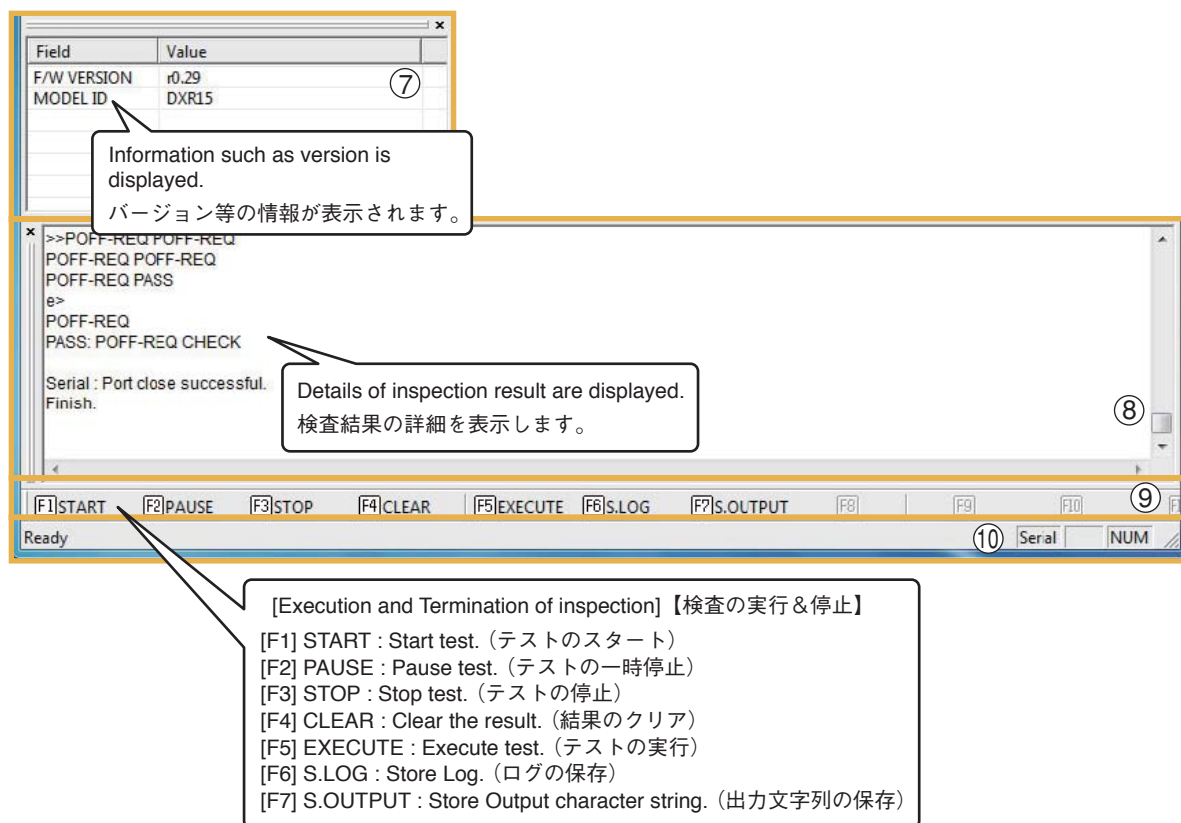 ×
Field Value
F/W VERSION r0.29
⑦
MODEL ID DXR15
Information such as version is
displayed.
バージョン等の情報が表示されます。
×
>>POFF-REQ POFF-REQ
POFF-REQ POFF-REQ
POFF-REQ PASS
e>
POFF-REQ
PASS: POFF-REQ CHECK
Serial : Port close successful.
Finish.
Details of inspection result are displayed.
検査結果の詳細を表示します。
⑧
F1 START F2 PAUSE F3 STOP F4 CLEAR F5 EXECUTE F6 S.LOG F7 S.OUTPUT F8 F9 F10 ⑨
Ready ⑩ Serial NUM
[Execution and Termination of inspection]【検査の実行&停止】
[F1] START : Start test.（テストのスタート）
[F2] PAUSE : Pause test.（テストの一時停止）
[F3] STOP : Stop test.（テストの停止）
[F4] CLEAR : Clear the result.（結果のクリア）
[F5] EXECUTE : Execute test.（テストの実行）
[F6] S.LOG : Store Log.（ログの保存）
[F7] S.OUTPUT : Store Output character string.（出力文字列の保存）